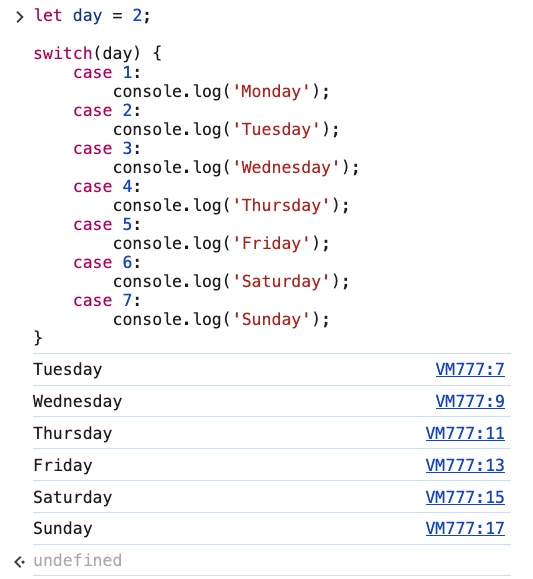 > let day = 2;
switch(day) {
    case 1:
        console.log('Monday');
    case 2:
        console.log('Tuesday');
    case 3:
        console.log('Wednesday');
    case 4:
        console.log('Thursday');
    case 5:
        console.log('Friday');
    case 6:
        console.log('Saturday');
    case 7:
        console.log('Sunday');
}
Tuesday VM777:7
Wednesday VM777:9
Thursday VM777:11
Friday VM777:13
Saturday VM777:15
Sunday VM777:17
undefined